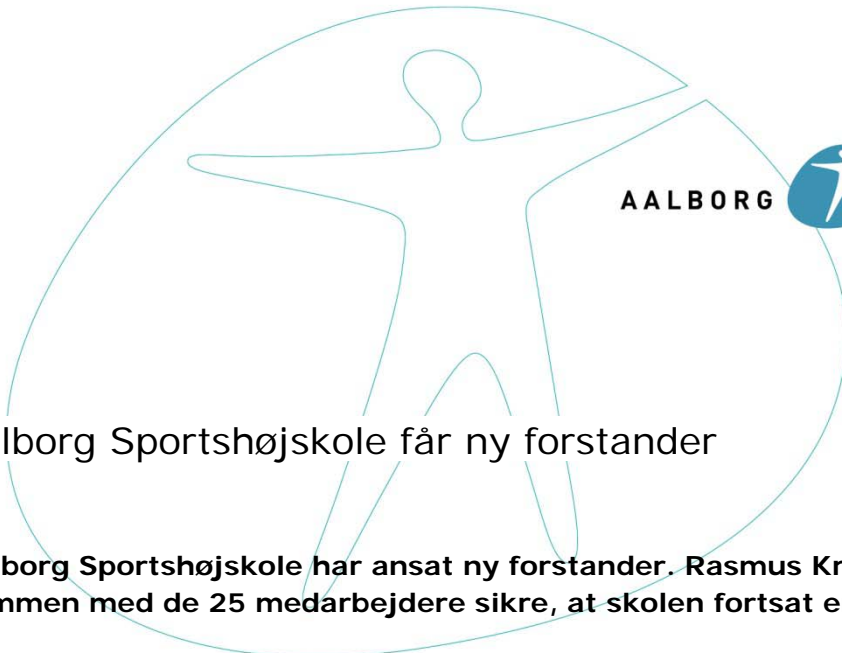 AALBORG
lborg Sportshøjskole får ny forstander
borg Sportshøjskole har ansat ny forstander. Rasmus Kr
mmen med de 25 medarbejdere sikre, at skolen fortsat e